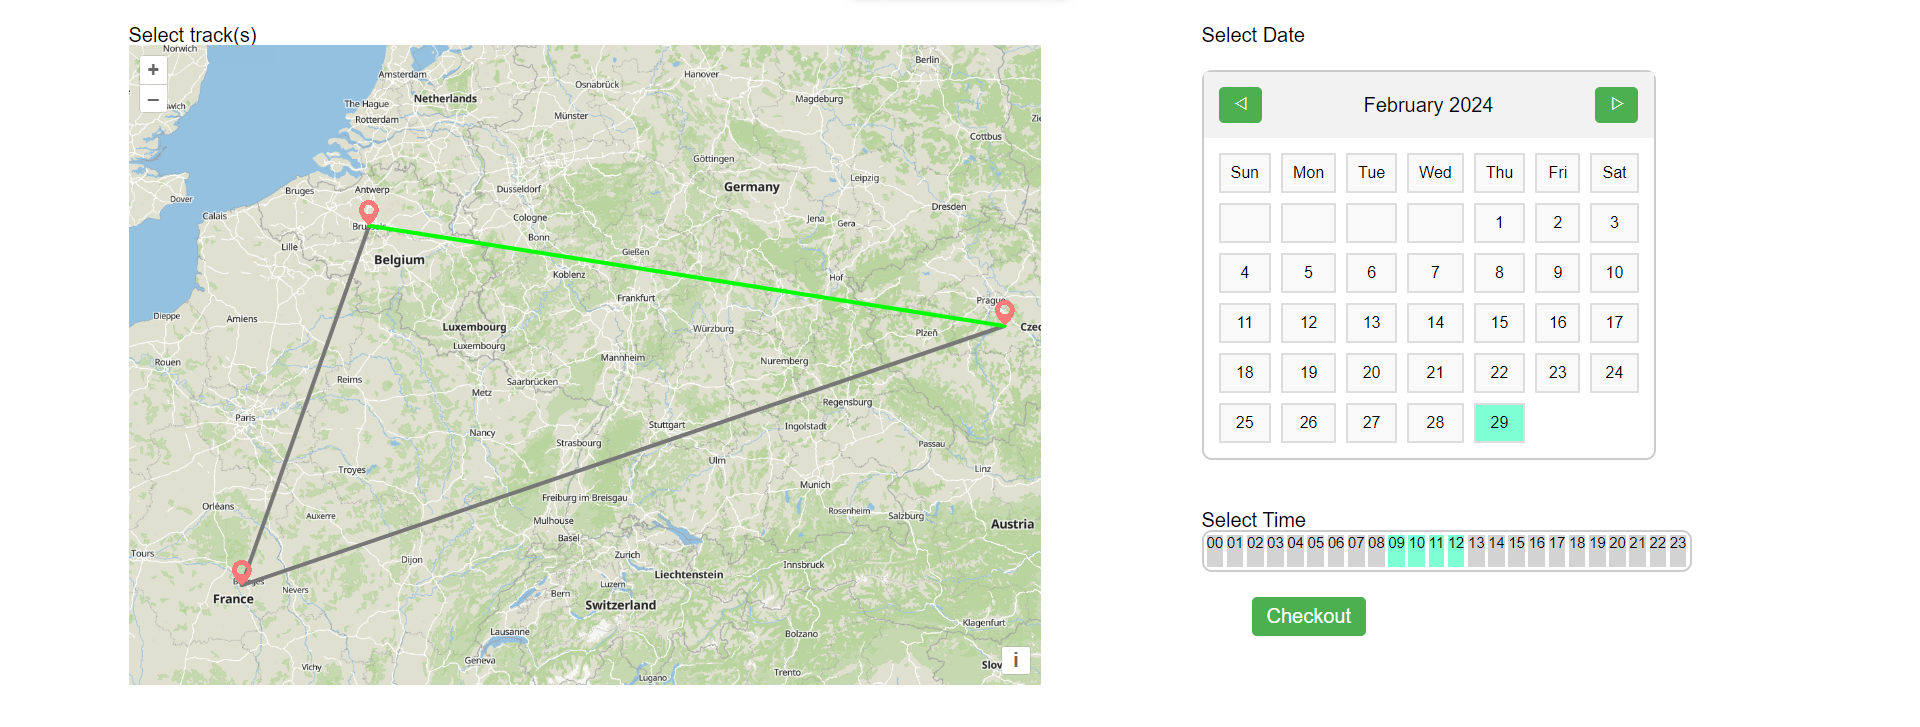 Select track(s)
Norwich
Amsterdam
Hanover
Berlin
+
Osnabrück
Netherlands
Magdeburg
−
The Hague
wich
Rotterdam
Münster
Zie
Cottbus
Göttingen
Leipzig
Germany
Dusseldorf
Antwerp
Bruges
Dover
Calais
Cologne
Jena
Gera
Dresden
Lille
Bonn
Gießen
Belgium
Koblenz
Hof
Frankfurt
Prague
Dieppe
Amiens
Luxembourg
Würzburg
Plzeň
Czec
Luxembourg
Rouen
Mannheim
Nuremberg
Reims
Saarbrücken
Metz
Regensburg
Paris
Stuttgart
Ingolstadt
Nancy
Strasbourg
Passau
Troyes
Ulm
Linz
Munich
Freiburg im Breisgau
Orléans
Auxerre
Mulhouse
Rosenheim
Salzburg
Austria
Basel
Tours
Dijon
Zurich
Innsbruck
Liechtenstein
Nevers
France
Luzern
Bern
Switzerland
Klagenfurt
Lausanne
Bolzano
Geneva
Vichy
Lugano
Trento
Slov
i
Select Date
◁ February 2024 ▷
Sun Mon Tue Wed Thu Fri Sat
1 2 3
4 5 6 7 8 9 10
11 12 13 14 15 16 17
18 19 20 21 22 23 24
25 26 27 28 29
Select Time
00 01 02 03 04 05 06 07 08 09 10 11 12 13 14 15 16 17 18 19 20 21 22 23
Checkout